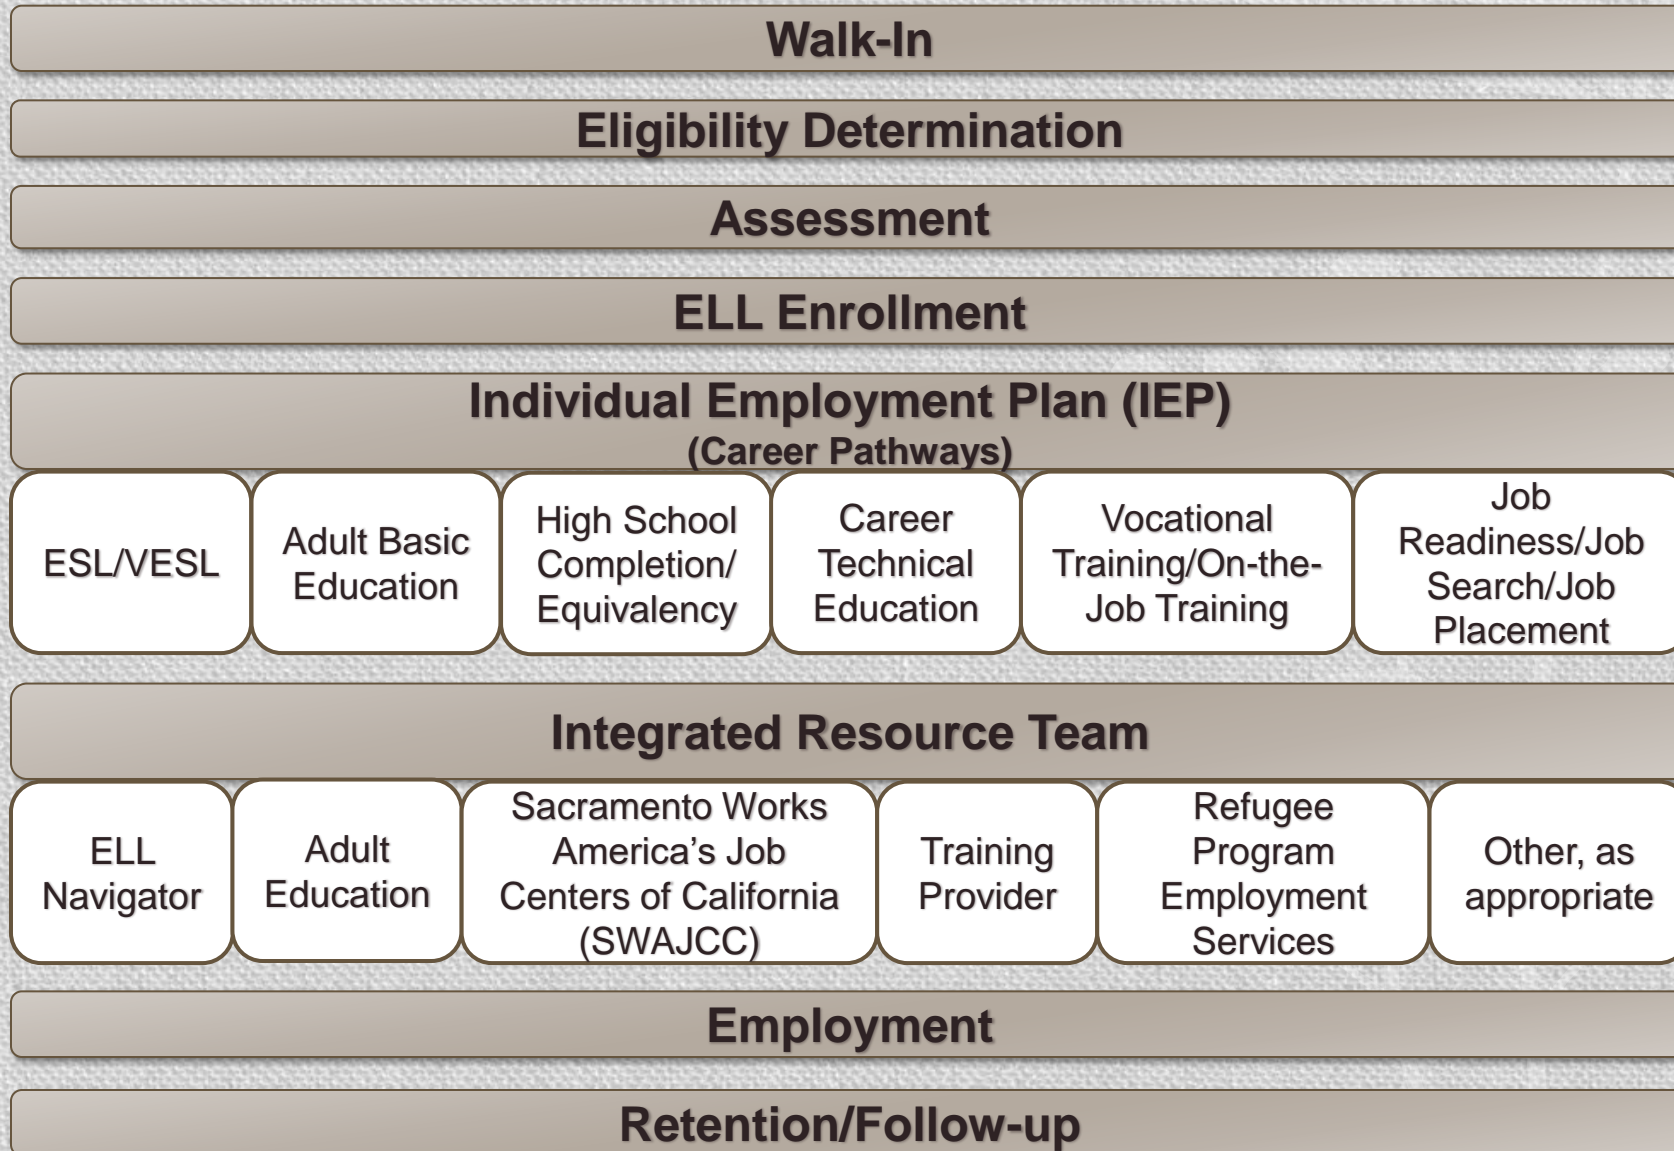 Walk-In
Eligibility Determination
Assessment
ELL Enrollment
Individual Employment Plan (IEP)
(Career Pathways)
ESL/VESL
Adult Basic
Education
High School
Completion/
Equivalency
Career
Technical
Education
Vocational
Training/On-the-
Job Training
Job
Readiness/Job
Search/Job
Placement
Integrated Resource Team
ELL
Navigator
Adult
Education
Sacramento Works
America’s Job
Centers of California
(SWAJCC)
Training
Provider
Refugee
Program
Employment
Services
Other, as
appropriate
Employment
Retention/Follow-up